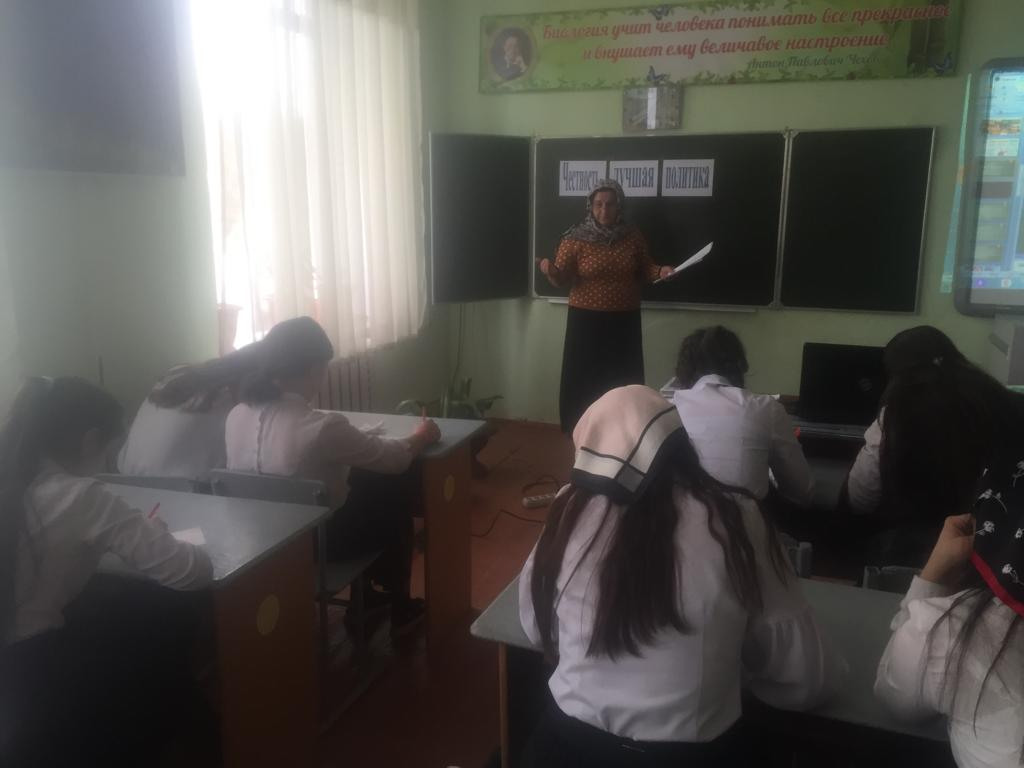 Биология учит человека понимать все прекрасное
и внушает ему величавое настроение
Антон Павлович Чехов
Честность лучшая политика